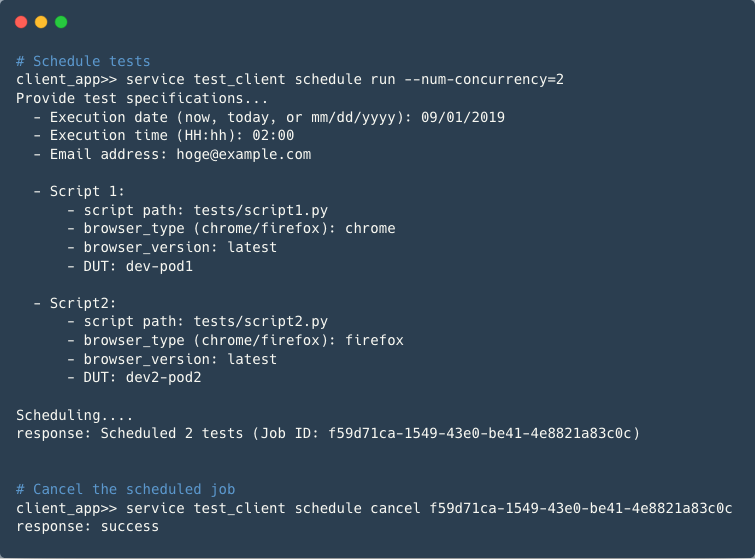 # Schedule tests
client_app>> service test_client schedule run --num-concurrency=2
Provide test specifications...
  - Execution date (now, today, or mm/dd/yyyy): 09/01/2019
  - Execution time (HH:hh): 02:00
  - Email address: hoge@example.com
  - Script 1:
      - script path: tests/script1.py
      - browser_type (chrome/firefox): chrome
      - browser_version: latest
      - DUT: dev-pod1
  - Script2:
      - script path: tests/script2.py
      - browser_type (chrome/firefox): firefox
      - browser_version: latest
      - DUT: dev2-pod2
Scheduling....
response: Scheduled 2 tests (Job ID: f59d71ca-1549-43e0-be41-4e8821a83c0c)
# Cancel the scheduled job
client_app>> service test_client schedule cancel f59d71ca-1549-43e0-be41-4e8821a83c0c
response: success